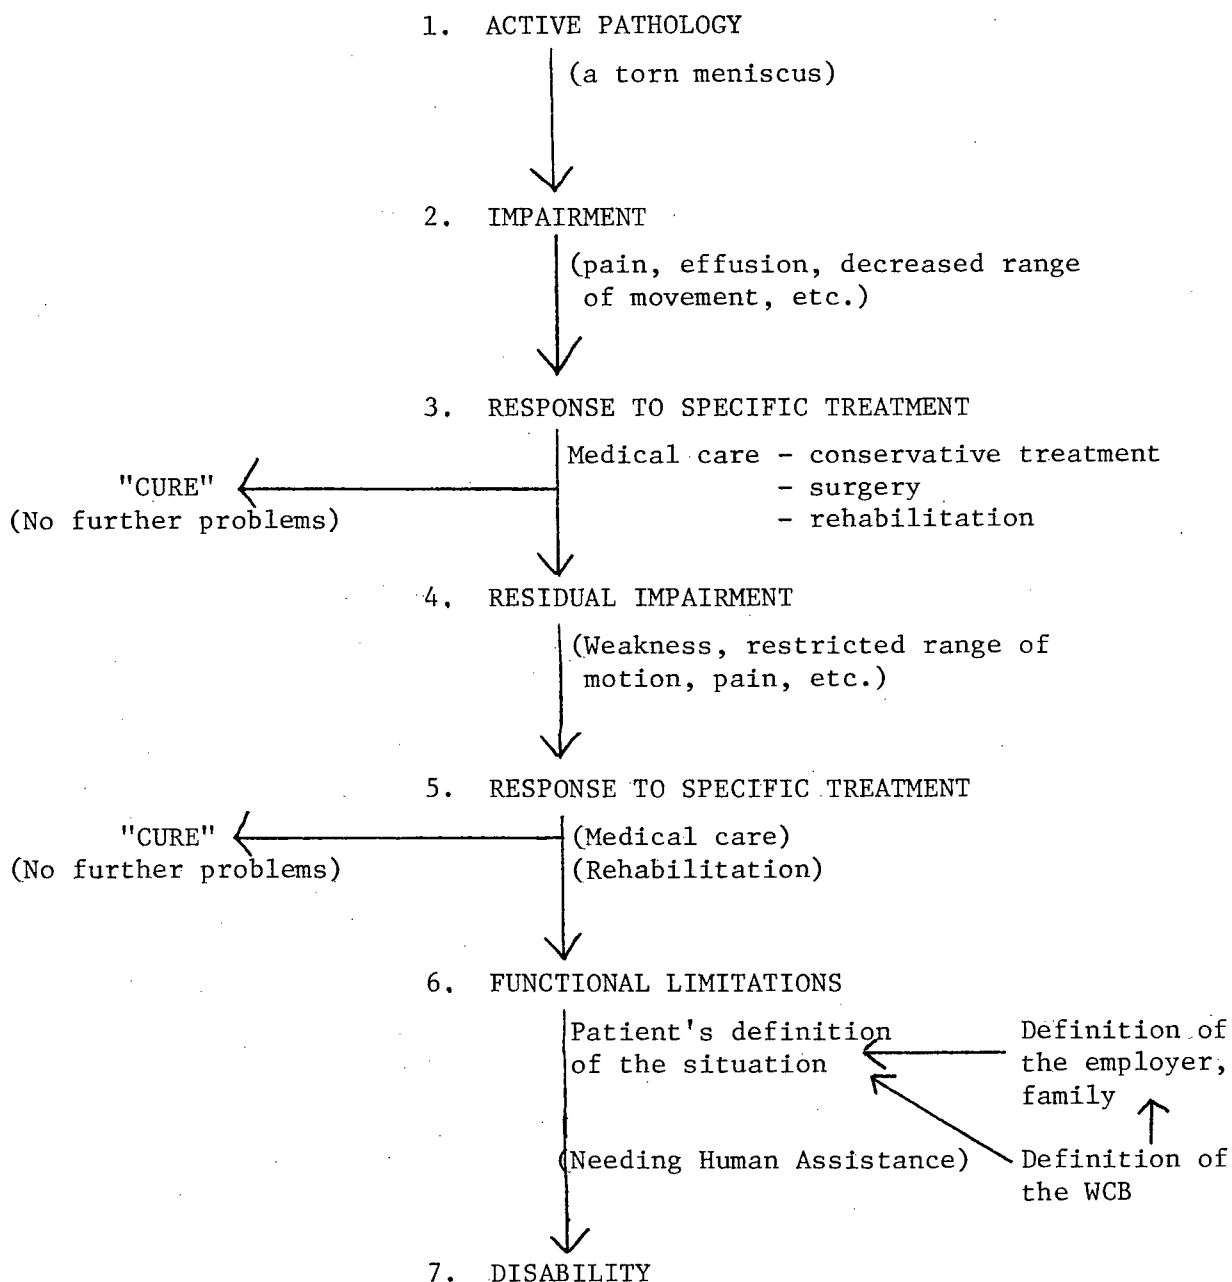 1. ACTIVE PATHOLOGY
(a torn meniscus)
2. IMPAIRMENT
(pain, effusion, decreased range
of movement, etc.)
3. RESPONSE TO SPECIFIC TREATMENT
Medical care - conservative treatment
- surgery
- rehabilitation
"CURE"
(No further problems)
4. RESIDUAL IMPAIRMENT
(Weakness, restricted range of
motion, pain, etc.)
5. RESPONSE TO SPECIFIC TREATMENT
(Medical care)
(Rehabilitation)
"CURE"
(No further problems)
6. FUNCTIONAL LIMITATIONS
Patient's definition
of the situation
Definition of
the employer,
family
(Needing Human Assistance)
Definition of
the WCB
7. DISABILITY